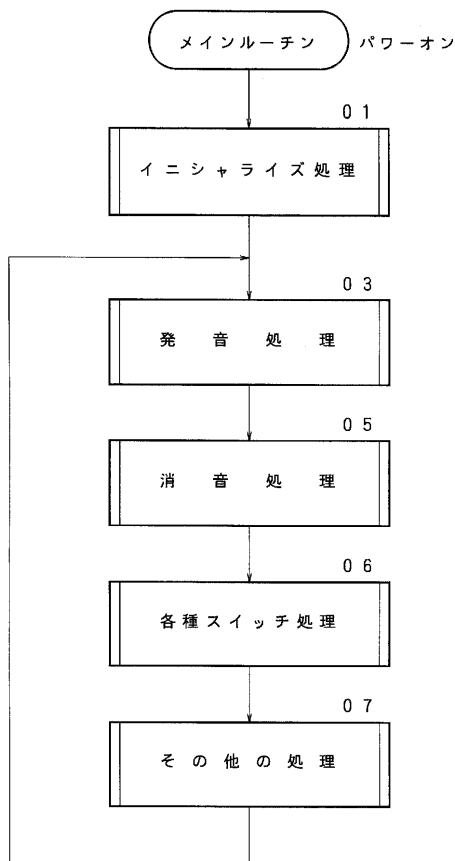 メインルーチン パワーオン
01
イニシャライズ処理
03
発音処理
05
消音処理
06
各種スイッチ処理
07
その他の処理